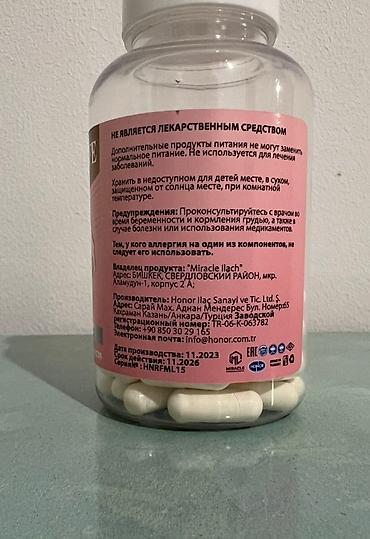 НЕ ЯВЛЯЕТСЯ ЛЕКАРСТВЕННЫМ СРЕДСТВОМ
Дополнительные продукты питания не могут заменить
нормальное питание. Не используется для лечения
заболеваний.
Хранить в недоступном для детей месте, в сухом,
защищенном от солнца месте, при комнатной
температуре.
Предупреждения: Проконсультируйтесь с врачом во
время беременности и кормления грудью, а также в
случае болезни или использования медикаментов.
Тем, у кого аллергия на один из компонентов, не
следует его использовать.
Владелец продукта: "Miracle Ilach"
Адрес: БИШКЕК, СВЕРДЛОВСКИЙ РАЙОН, мкр.
Аламудун-1, корпус 2 А;
Производитель: Honor Ilaç Sanayi ve Tic. Ltd. Ş.
Адрес: Сарай Мах. Аднан Мендерес Бул. Номер:65
Кахраман Казань/Анкара/Турция Заводской
регистрационный номер: TR-06-K-063782
Телефон: +90 850 30 29 165
Электронная почта: info@honor.com.tr
Дата производства: 11.2023
Срок действия: 11.2026
Серия№: HNRFML15
MIRACLE
EAC
E